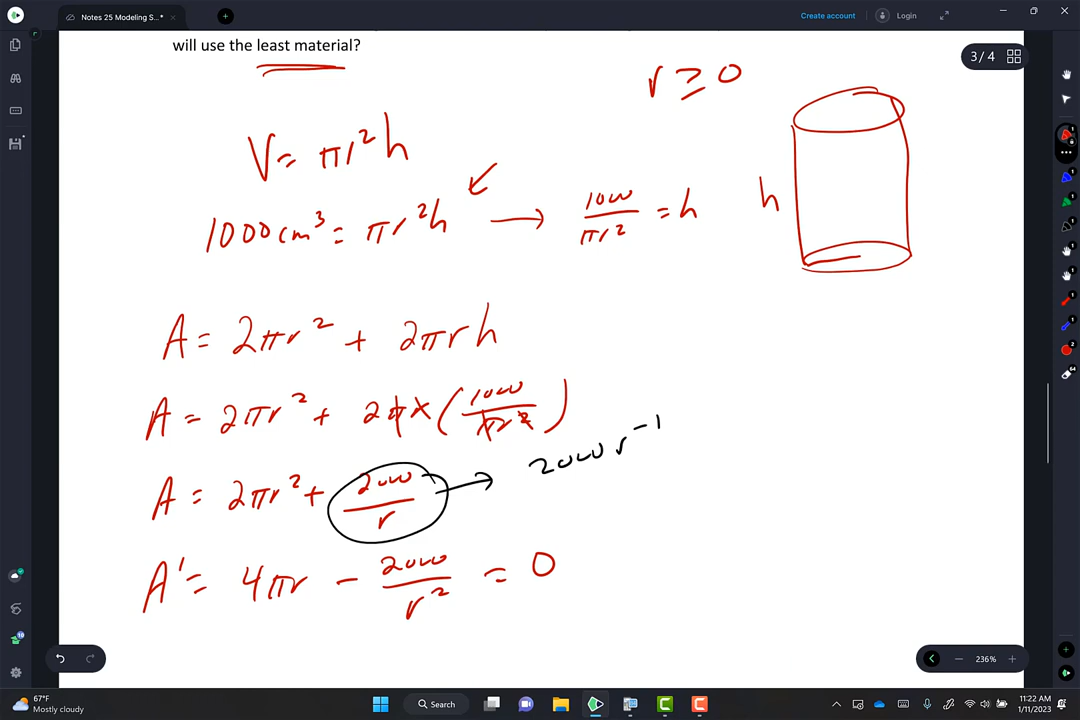 Notes 25 Modeling S...*
Create account
Login
will use the least material?
3/4
r ≥ 0
V = πr²h
1000 cm³ = πr²h → 1000/πr² = h
h
A = 2πr² + 2πrh
A = 2πr² + 2πr (1000/πr²)
A = 2πr² + 2000/r → 2000 r⁻¹
A' = 4πr - 2000/r² = 0
236%
67°F
Mostly cloudy
Search
11:22 AM
1/11/2023